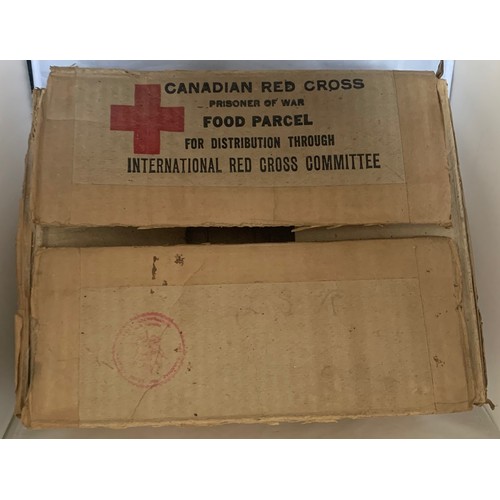 CANADIAN RED CROSS
PRISONER OF WAR
FOOD PARCEL
FOR DISTRIBUTION THROUGH
INTERNATIONAL RED CROSS COMMITTEE